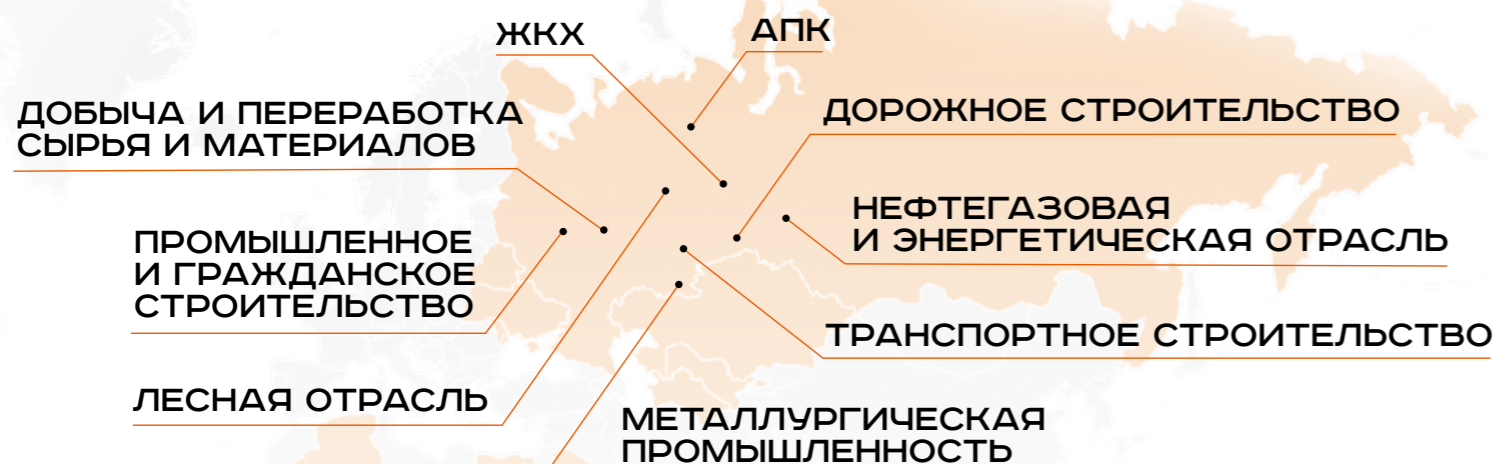 ЖКХ
АПК
ДОБЫЧА И ПЕРЕРАБОТКА
СЫРЬЯ И МАТЕРИАЛОВ
ДОРОЖНОЕ СТРОИТЕЛЬСТВО
ПРОМЫШЛЕННОЕ
И ГРАЖДАНСКОЕ
СТРОИТЕЛЬСТВО
НЕФТЕГАЗОВАЯ
И ЭНЕРГЕТИЧЕСКАЯ ОТРАСЛЬ
ТРАНСПОРТНОЕ СТРОИТЕЛЬСТВО
ЛЕСНАЯ ОТРАСЛЬ
МЕТАЛЛУРГИЧЕСКАЯ
ПРОМЫШЛЕННОСТЬ